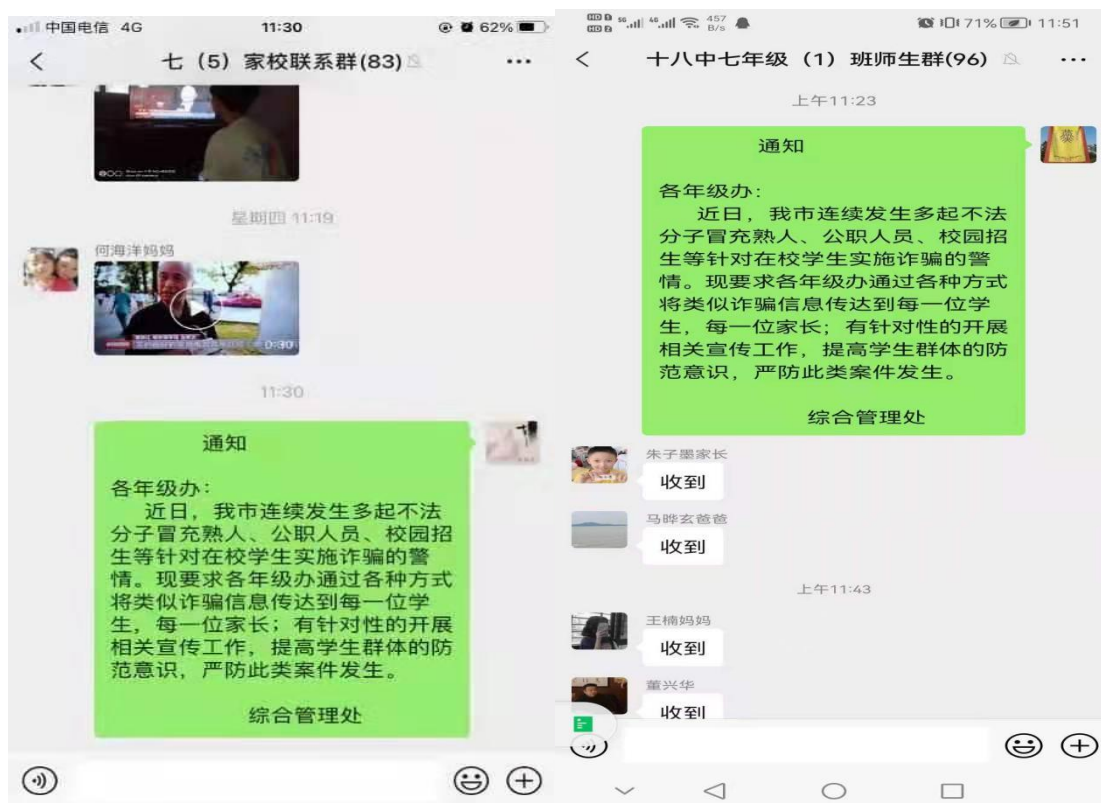 中国电信 4G 11:30 62%
七（5）家校联系群(83)
星期四 11:19
何海洋妈妈
0:30
11:30
通知
各年级办：
近日，我市连续发生多起不法
分子冒充熟人、公职人员、校园招
生等针对在校学生实施诈骗的警
情。现要求各年级办通过各种方式
将类似诈骗信息传达到每一位学
生，每一位家长；有针对性的开展
相关宣传工作，提高学生群体的防
范意识，严防此类案件发生。
综合管理处
HD HD 5G 4G 457 B/s 71% 11:51
十八中七年级（1）班师生群(96)
上午11:23
通知
各年级办：
近日，我市连续发生多起不法
分子冒充熟人、公职人员、校园招
生等针对在校学生实施诈骗的警
情。现要求各年级办通过各种方式
将类似诈骗信息传达到每一位学
生，每一位家长；有针对性的开展
相关宣传工作，提高学生群体的防
范意识，严防此类案件发生。
综合管理处
朱子墨家长
收到
马晔玄爸爸
收到
上午11:43
王楠妈妈
收到
董兴华
收到